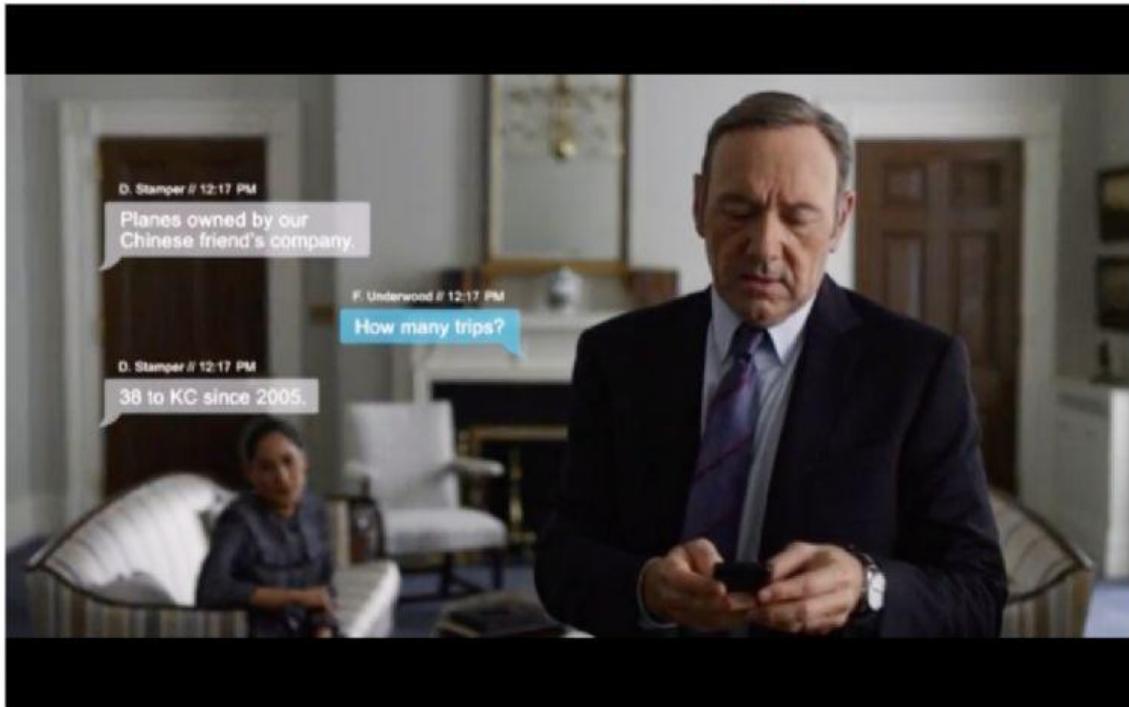 D. Stamper // 12:17 PM
Planes owned by our
Chinese friend's company.
F. Underwood // 12:17 PM
How many trips?
D. Stamper // 12:17 PM
38 to KC since 2005.